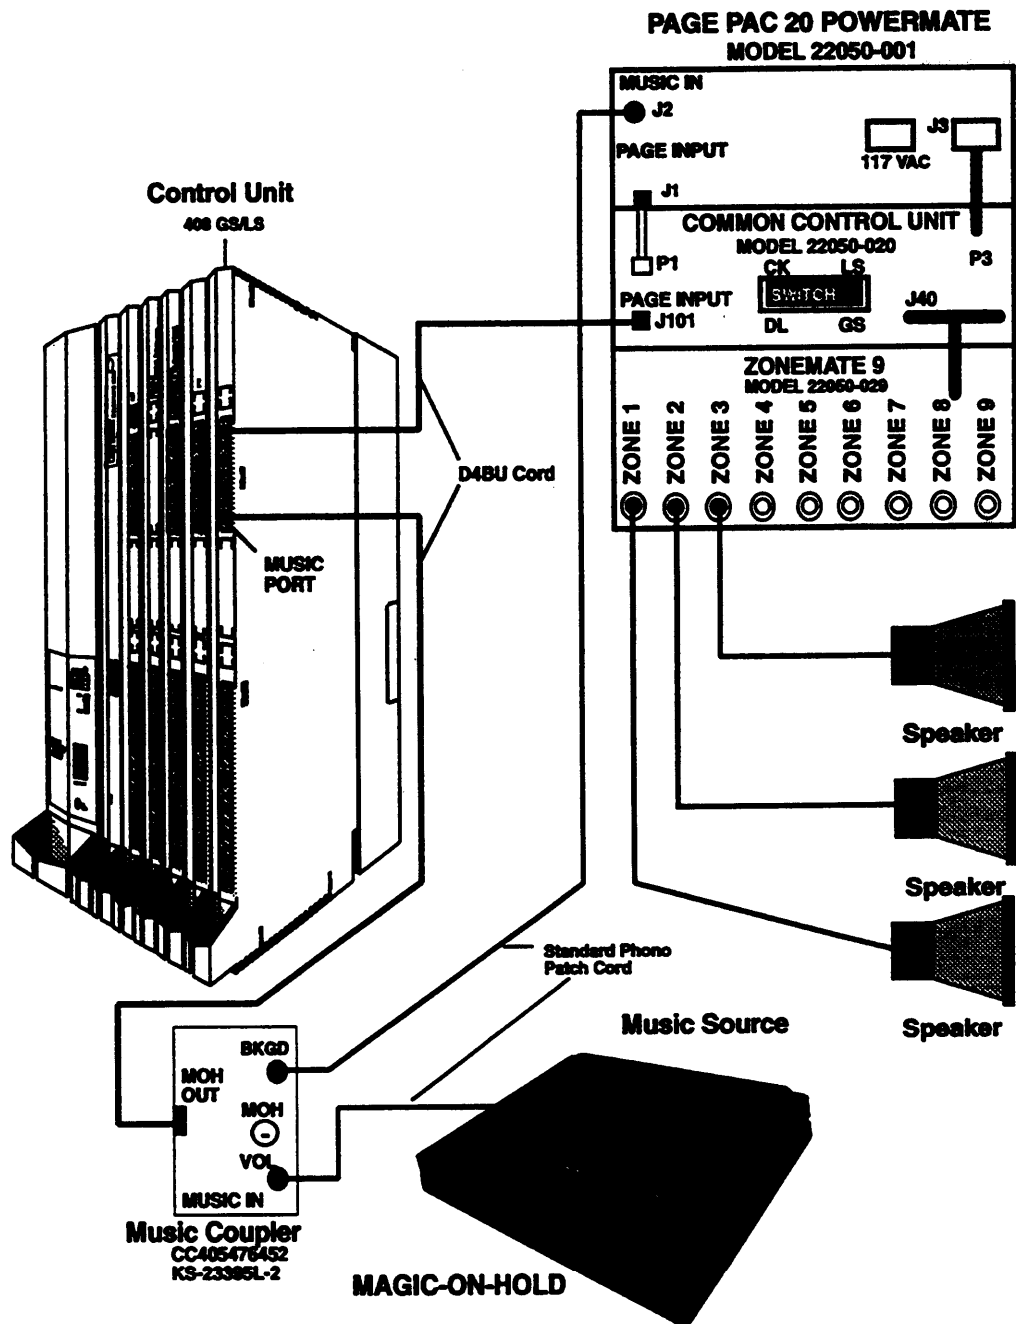 PAGE PAC 20 POWERMATE
MODEL 22050-001
MUSIC IN
J2
PAGE INPUT
J3
117 VAC
J1
COMMON CONTROL UNIT
MODEL 22050-020
P1
CK
LS
P3
SWITCH
PAGE INPUT
J101
DL
GS
J40
ZONEMATE 9
MODEL 22050-029
ZONE 1
ZONE 2
ZONE 3
ZONE 4
ZONE 5
ZONE 6
ZONE 7
ZONE 8
ZONE 9
Control Unit
408 GS/LS
D4BU Cord
MUSIC
PORT
Speaker
Speaker
Speaker
Standard Phono
Patch Cord
Music Source
BKGD
MOH
OUT
MOH
VOL
MUSIC IN
Music Coupler
CC405476452
KS-23395L-2
MAGIC-ON-HOLD